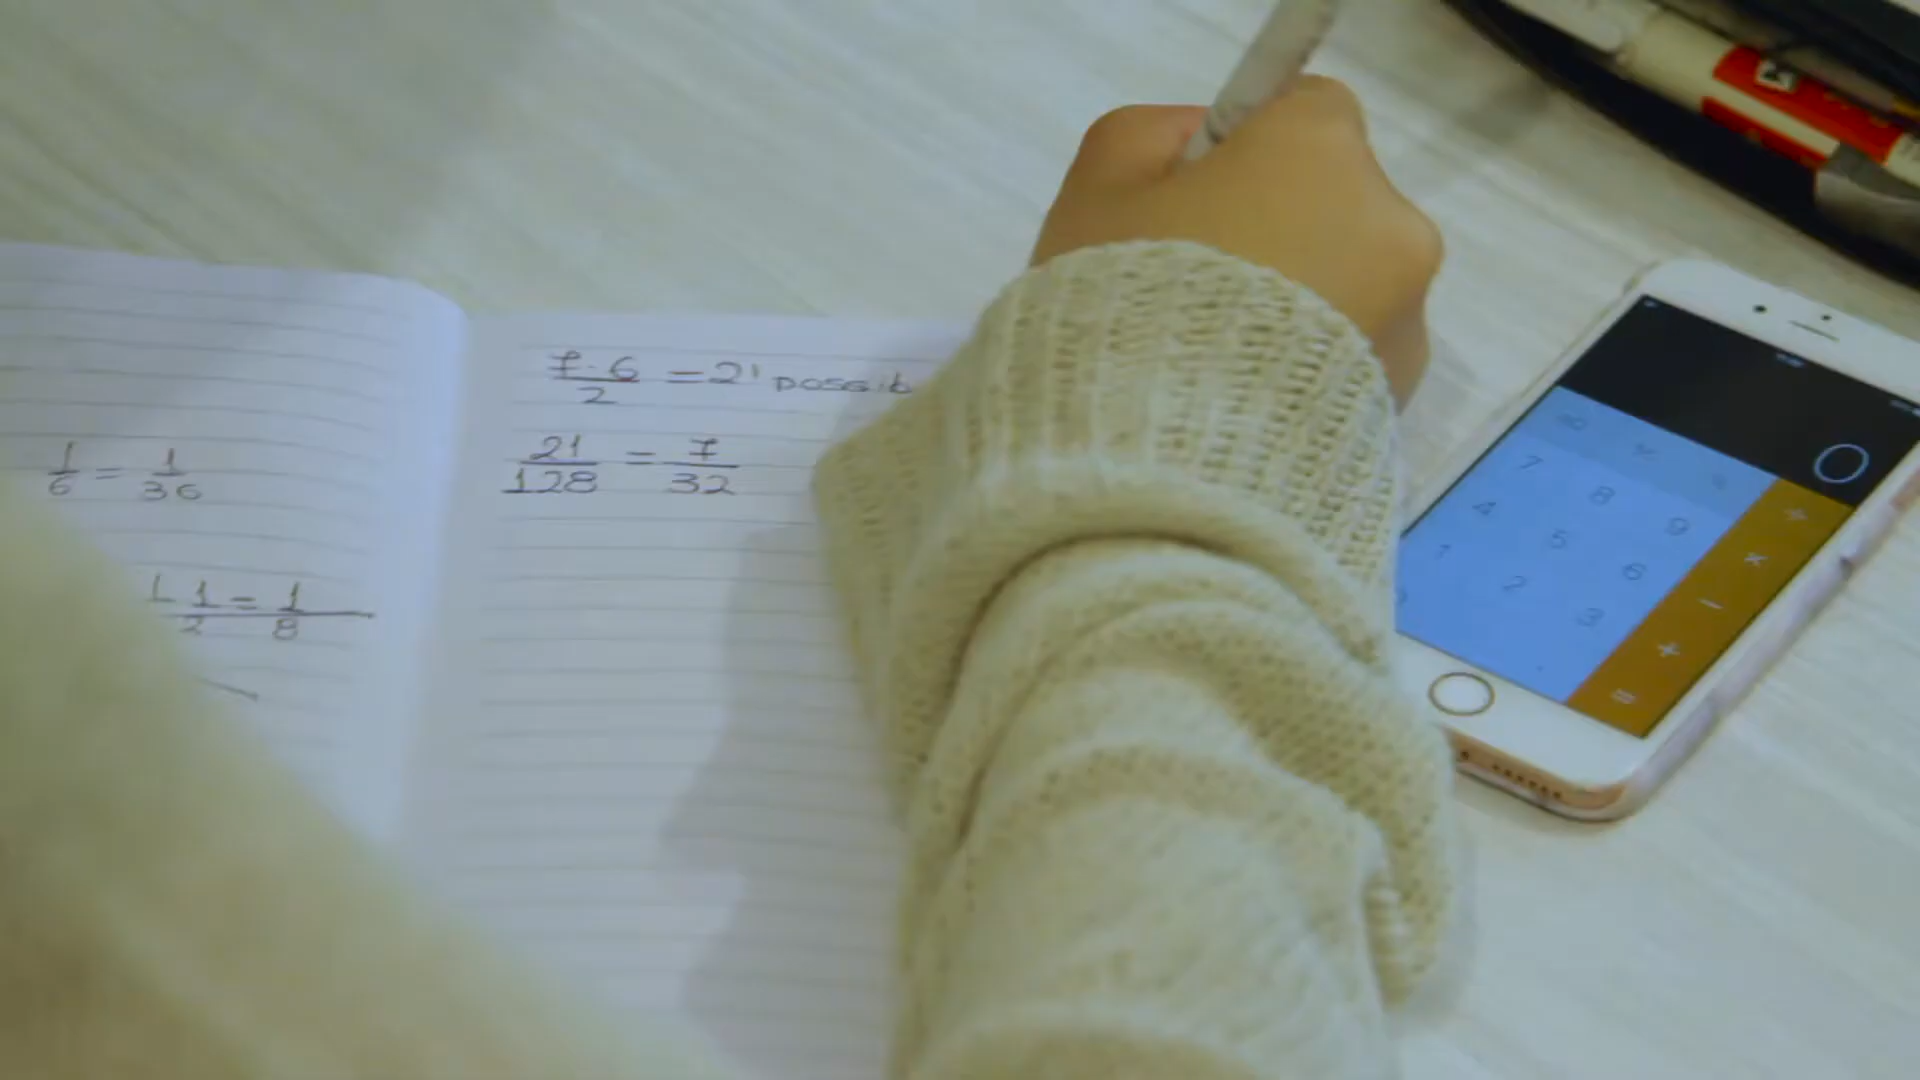 1/6 = 1/36
1 1/2 = 1/8
7·6/2 = 21 possib
21/128 = 7/32
7 8 9 ÷
4 5 6 ×
1 2 3 −
+
. =